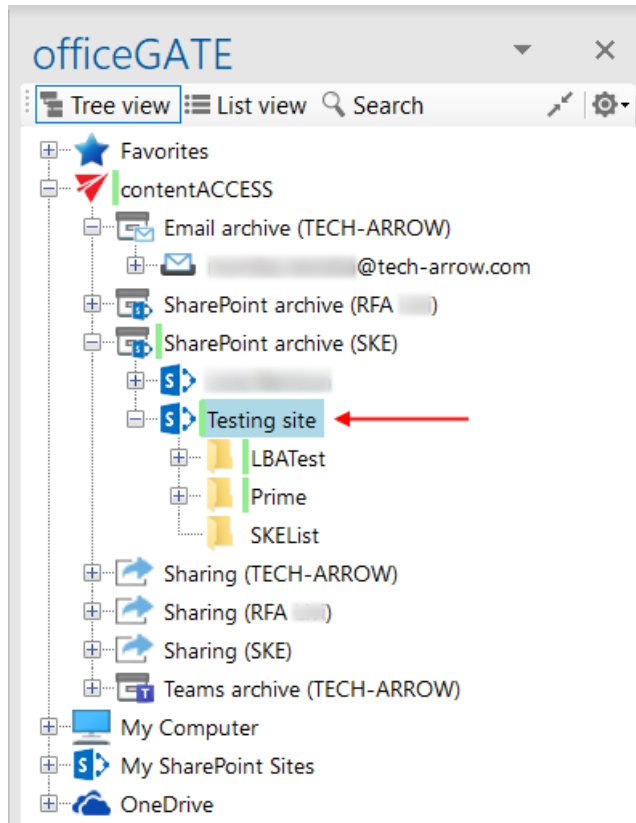 officeGATE
Tree view List view Search
Favorites
contentACCESS
Email archive (TECH-ARROW)
@tech-arrow.com
SharePoint archive (RFA )
SharePoint archive (SKE)
Testing site
LBATest
Prime
SKEList
Sharing (TECH-ARROW)
Sharing (RFA )
Sharing (SKE)
Teams archive (TECH-ARROW)
My Computer
My SharePoint Sites
OneDrive